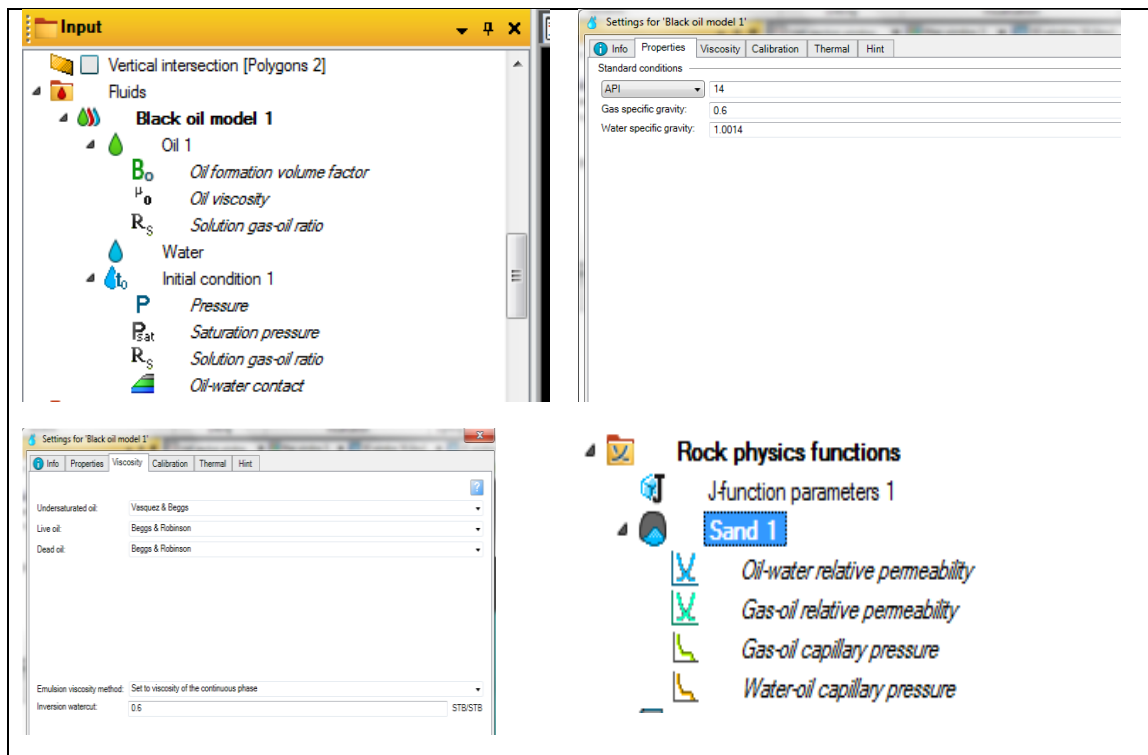 Input
Vertical intersection [Polygons 2]
Fluids
Black oil model 1
Oil 1
Bo Oil formation volume factor
μo Oil viscosity
RS Solution gas-oil ratio
Water
t0 Initial condition 1
P Pressure
Psat Saturation pressure
RS Solution gas-oil ratio
Oil-water contact
Settings for 'Black oil model 1'
Info Properties Viscosity Calibration Thermal Hint
Standard conditions
API 14
Gas specific gravity: 0.6
Water specific gravity: 1.0014
Settings for 'Black oil model 1'
Info Properties Viscosity Calibration Thermal Hint
Undersaturated oil: Vasquez & Beggs
Live oil: Beggs & Robinson
Dead oil: Beggs & Robinson
Emulsion viscosity method: Set to viscosity of the continuous phase
Inversion watercut: 0.6 STB/STB
Rock physics functions
J-function parameters 1
Sand 1
Oil-water relative permeability
Gas-oil relative permeability
Gas-oil capillary pressure
Water-oil capillary pressure